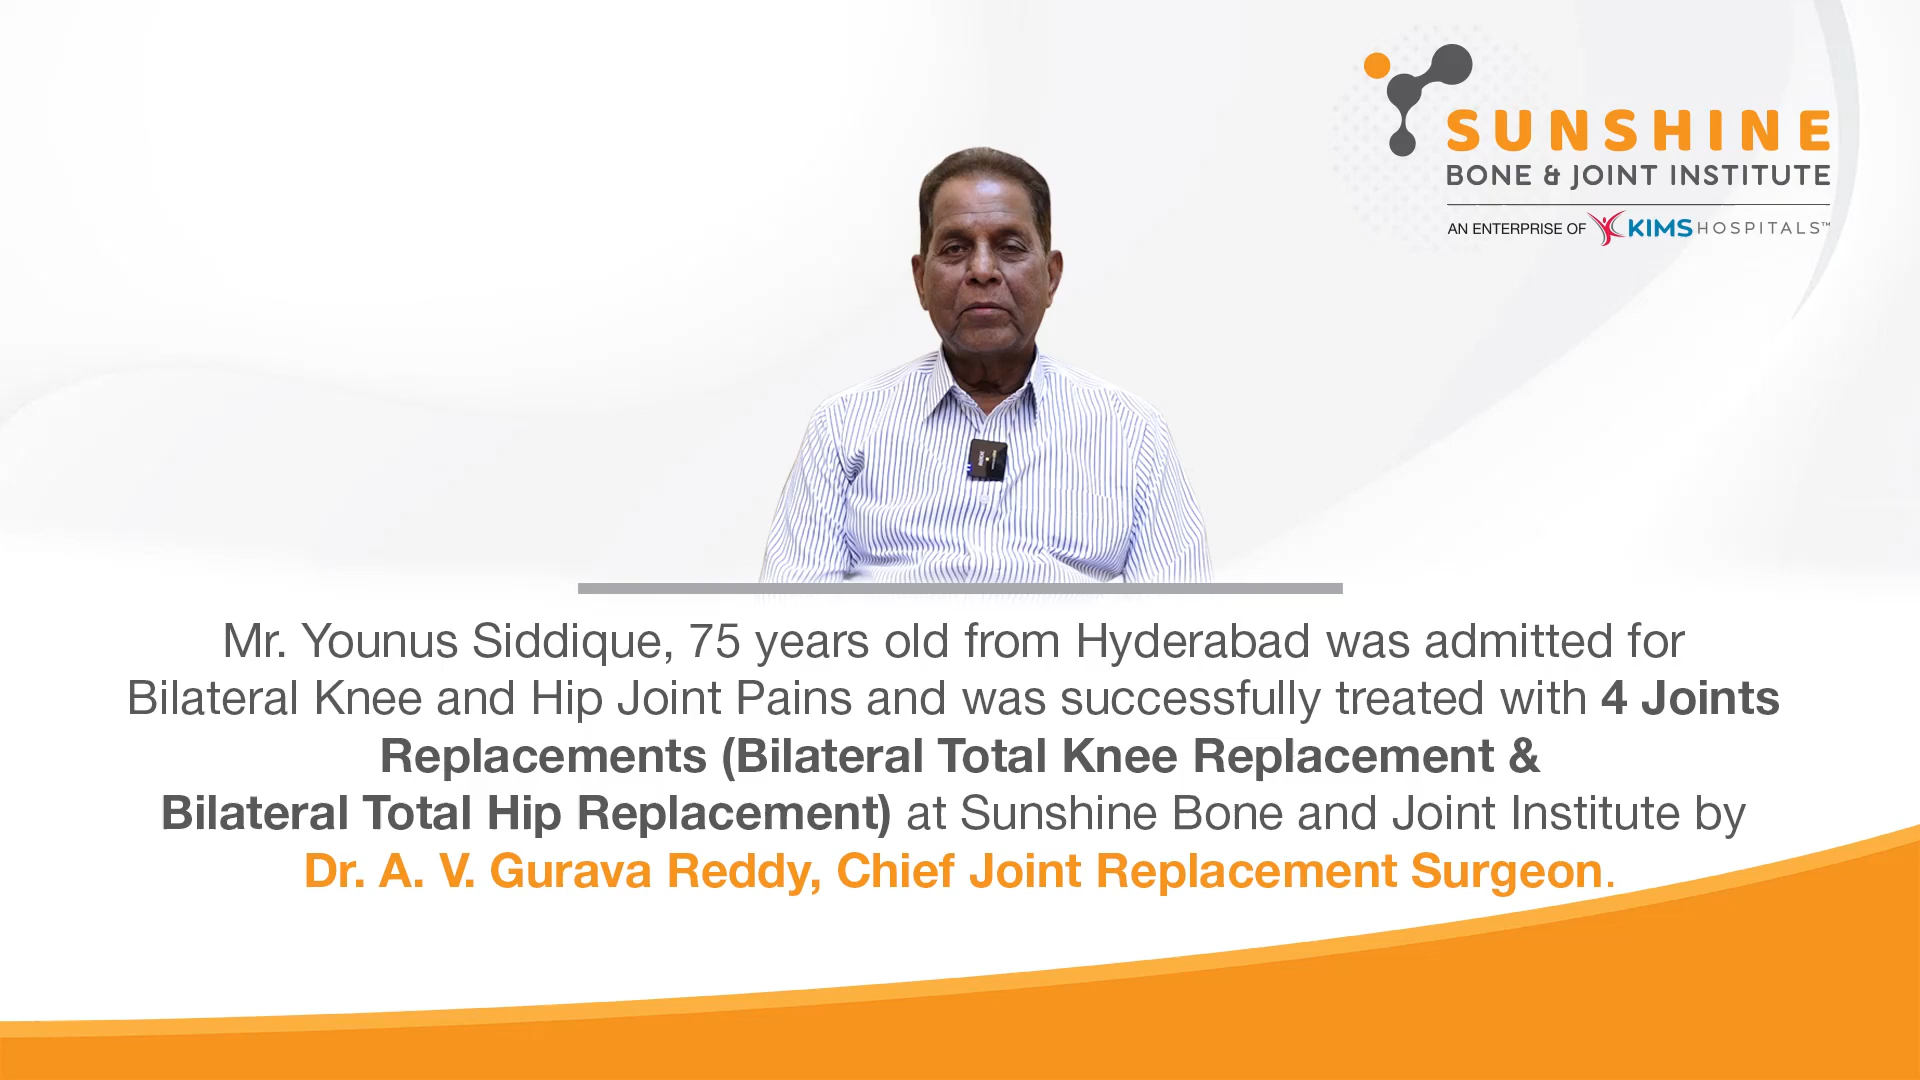 SUNSHINE
BONE & JOINT INSTITUTE
AN ENTERPRISE OF KIMS HOSPITALS™
Mr. Younus Siddique, 75 years old from Hyderabad was admitted for
Bilateral Knee and Hip Joint Pains and was successfully treated with 4 Joints
Replacements (Bilateral Total Knee Replacement &
Bilateral Total Hip Replacement) at Sunshine Bone and Joint Institute by
Dr. A. V. Gurava Reddy, Chief Joint Replacement Surgeon.